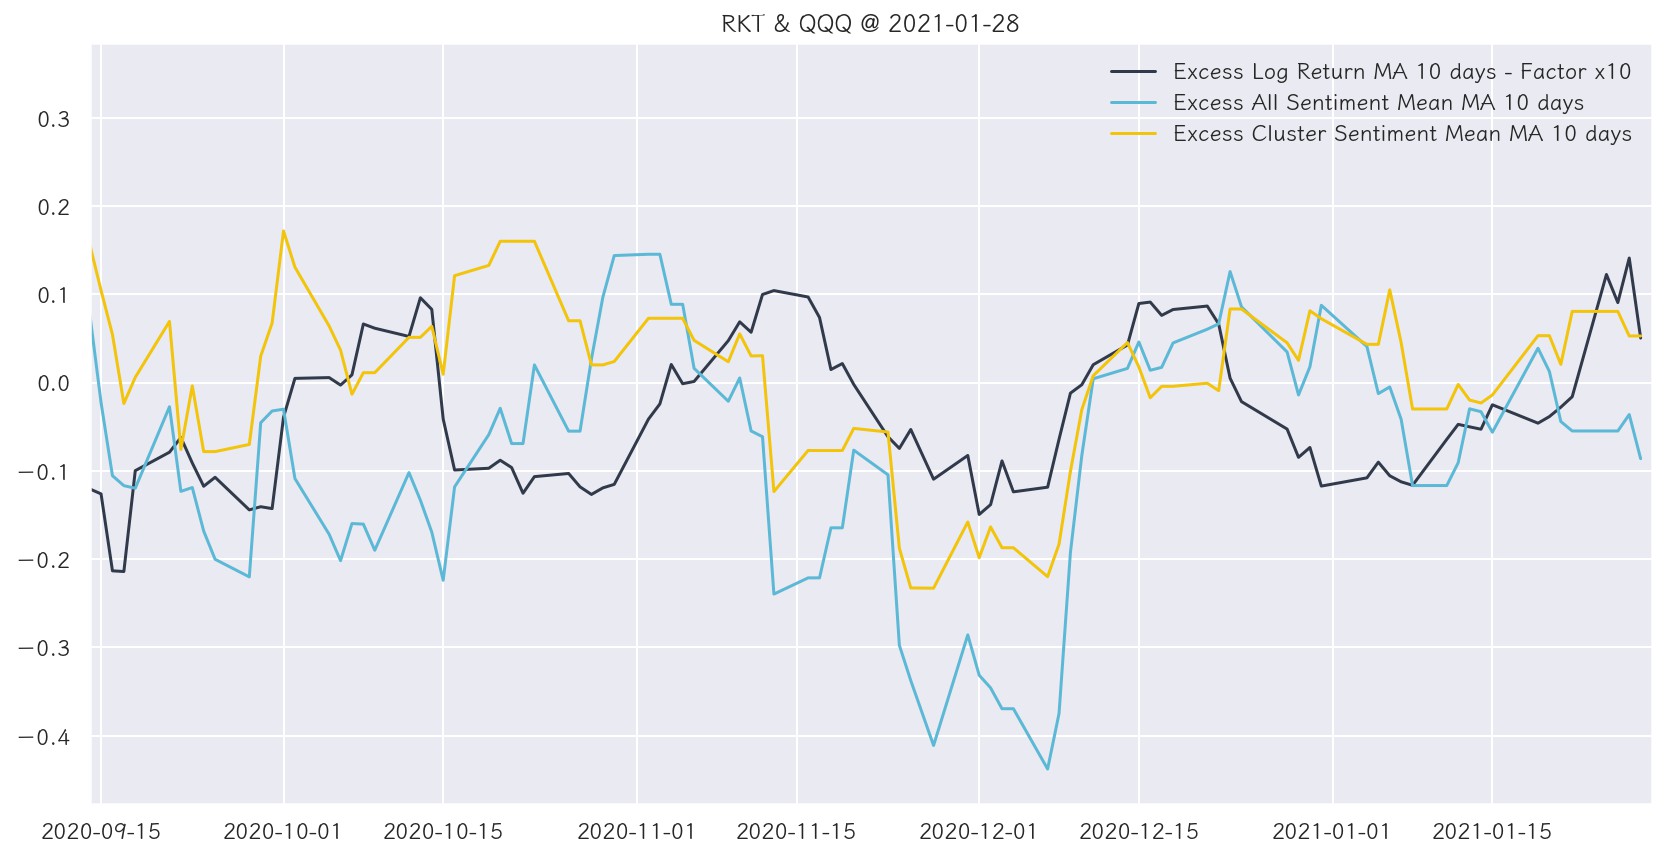 RKT & QQQ @ 2021-01-28
Excess Log Return MA 10 days - Factor x10
Excess All Sentiment Mean MA 10 days
Excess Cluster Sentiment Mean MA 10 days
0.3
0.2
0.1
0.0
−0.1
−0.2
−0.3
−0.4
2020-09-15 2020-10-01 2020-10-15 2020-11-01 2020-11-15 2020-12-01 2020-12-15 2021-01-01 2021-01-15